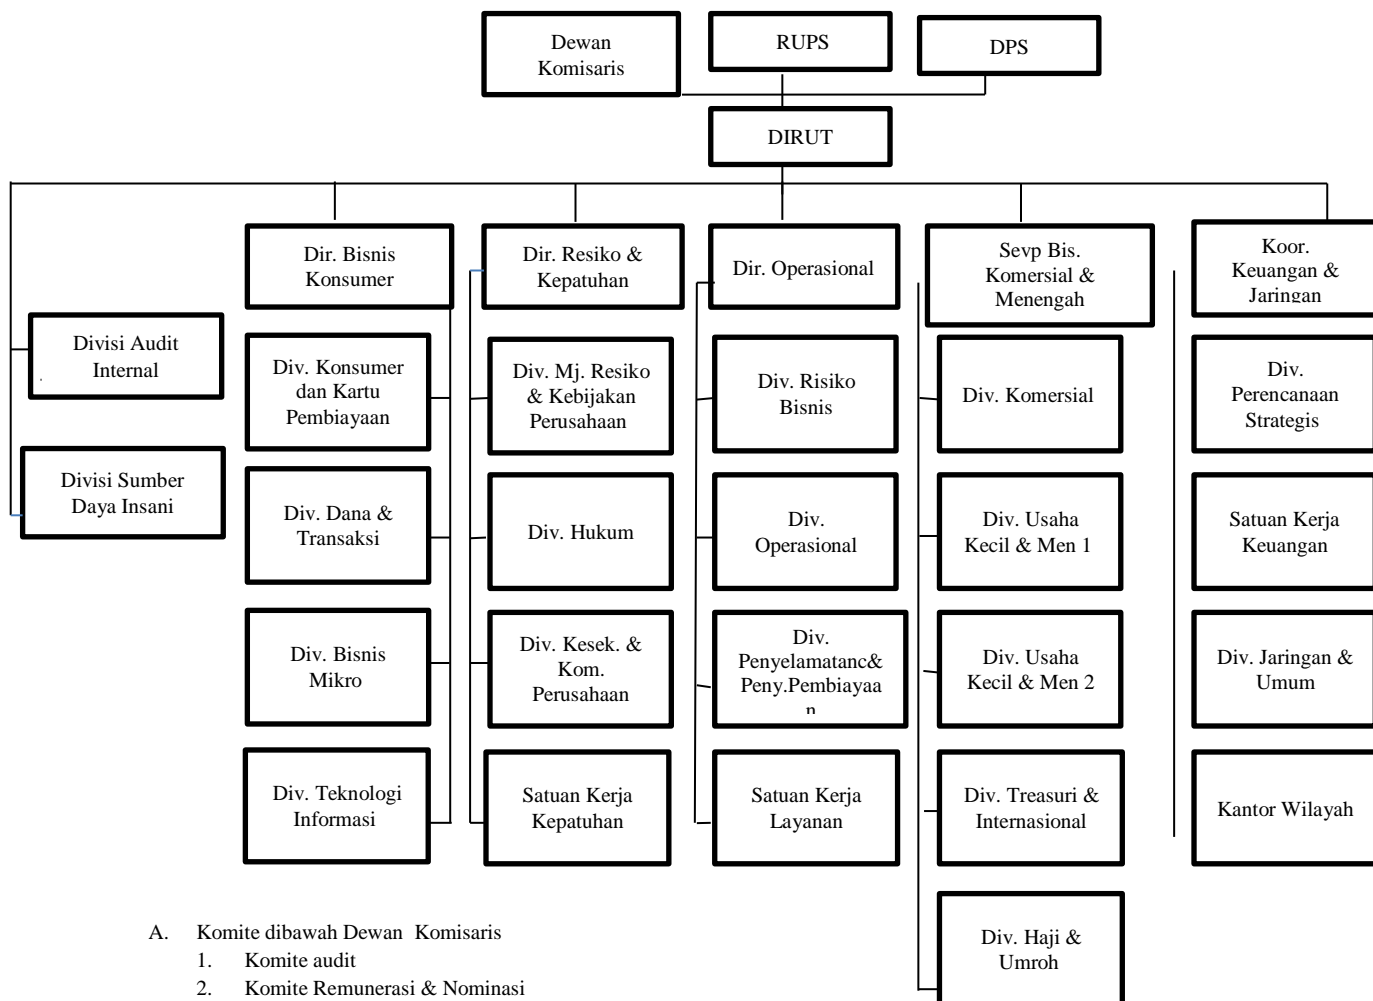 Dewan
Komisaris
RUPS
DPS
DIRUT
Dir. Bisnis
Konsumer
Dir. Resiko &
Kepatuhan
Dir. Operasional
Sevp Bis.
Komersial &
Menengah
Koor.
Keuangan &
Jaringan
Divisi Audit
Internal
Divisi Sumber
Daya Insani
Div. Konsumer
dan Kartu
Pembiayaan
Div. Mj. Resiko
& Kebijakan
Perusahaan
Div. Risiko
Bisnis
Div. Komersial
Div.
Perencanaan
Strategis
Div. Dana &
Transaksi
Div. Hukum
Div.
Operasional
Div. Usaha
Kecil & Men 1
Satuan Kerja
Keuangan
Div. Bisnis
Mikro
Div. Kesek. &
Kom.
Perusahaan
Div.
Penyelamatanc&
Peny.Pembiayaa
n
Div. Usaha
Kecil & Men 2
Div. Jaringan &
Umum
Div. Teknologi
Informasi
Satuan Kerja
Kepatuhan
Satuan Kerja
Layanan
Div. Treasuri &
Internasional
Kantor Wilayah
Div. Haji &
Umroh
A. Komite dibawah Dewan Komisaris
1. Komite audit
2. Komite Remunerasi & Nominasi